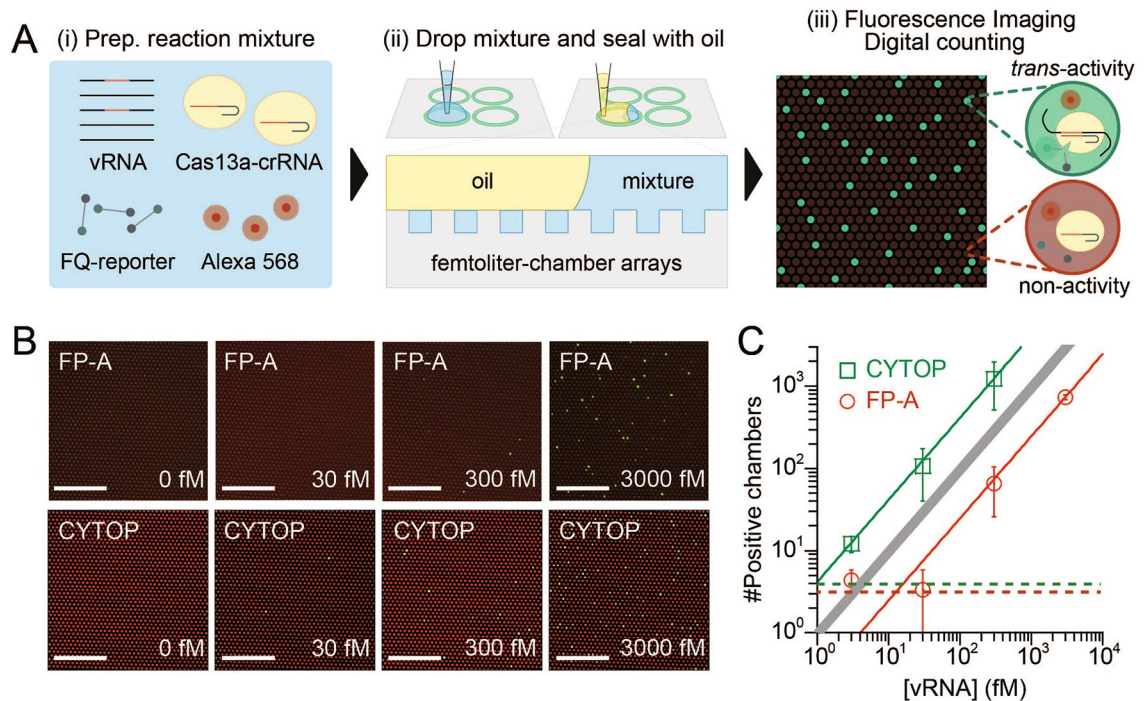 A
(i) Prep. reaction mixture
vRNA
Cas13a-crRNA
FQ-reporter
Alexa 568
(ii) Drop mixture and seal with oil
oil
mixture
femtoliter-chamber arrays
(iii) Fluorescence Imaging
Digital counting
trans-activity
non-activity
B
FP-A
0 fM
FP-A
30 fM
FP-A
300 fM
FP-A
3000 fM
CYTOP
0 fM
CYTOP
30 fM
CYTOP
300 fM
CYTOP
3000 fM
C
CYTOP
FP-A
#Positive chambers
10³
10²
10¹
10⁰
10⁰ 10¹ 10² 10³ 10⁴
[vRNA] (fM)